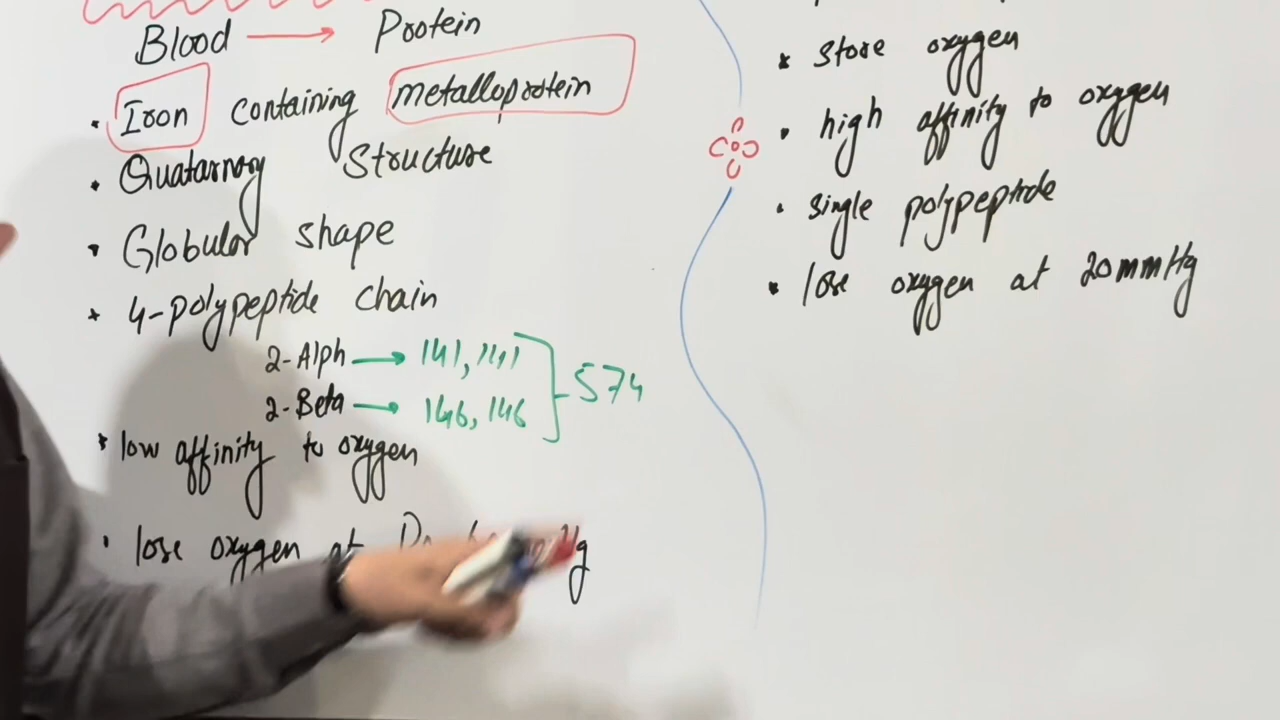 Blood → Protein
• Iron containing metalloprotein
• Quatarnary Structure
• Globular shape
• 4-polypeptide chain
2-Alph → 141, 141
2-Beta → 146, 146
574
• low affinity to oxygen
• lose oxygen at
• store oxygen
• high affinity to oxygen
• single polypeptide
• lose oxygen at 20mmHg